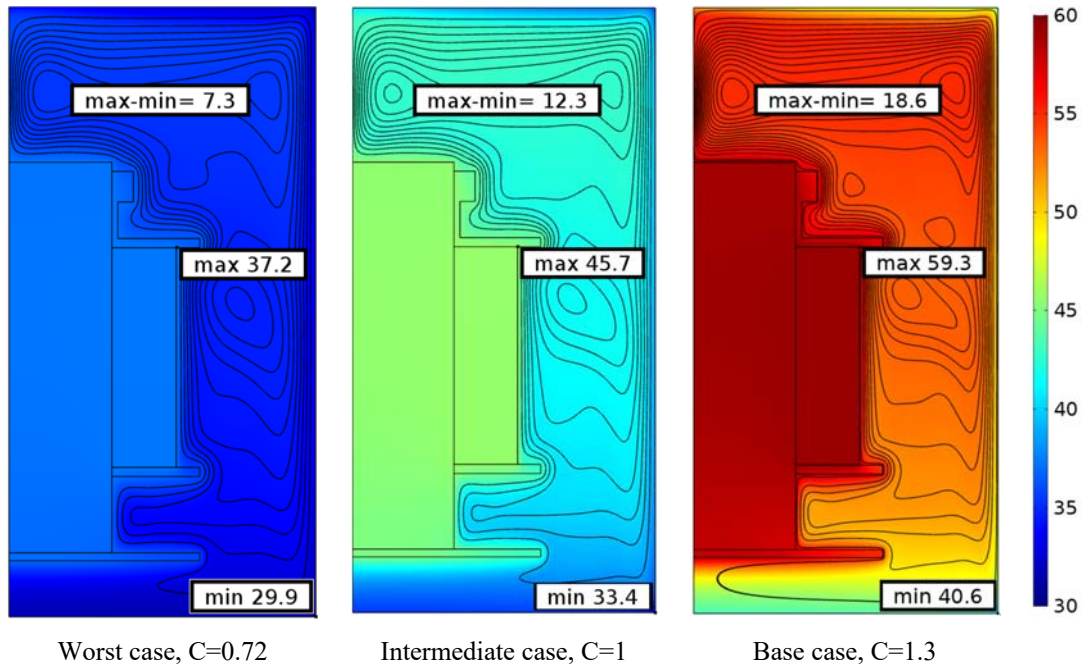 max-min= 7.3
max 37.2
min 29.9
Worst case, C=0.72
max-min= 12.3
max 45.7
min 33.4
Intermediate case, C=1
max-min= 18.6
max 59.3
min 40.6
Base case, C=1.3
60
55
50
45
40
35
30